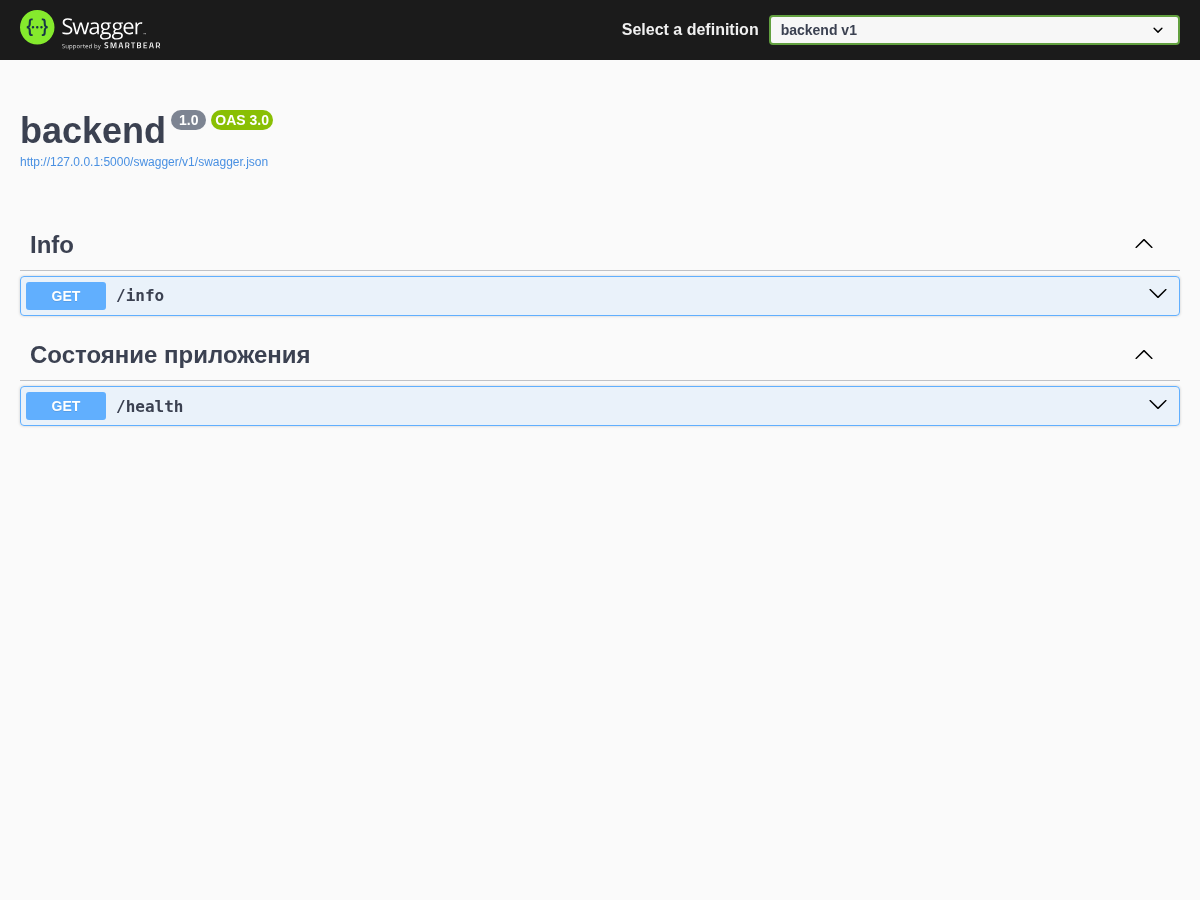 Swagger
Supported by SMARTBEAR
Select a definition
backend v1
backend 1.0 OAS 3.0
http://127.0.0.1:5000/swagger/v1/swagger.json
Info
GET /info
Состояние приложения
GET /health